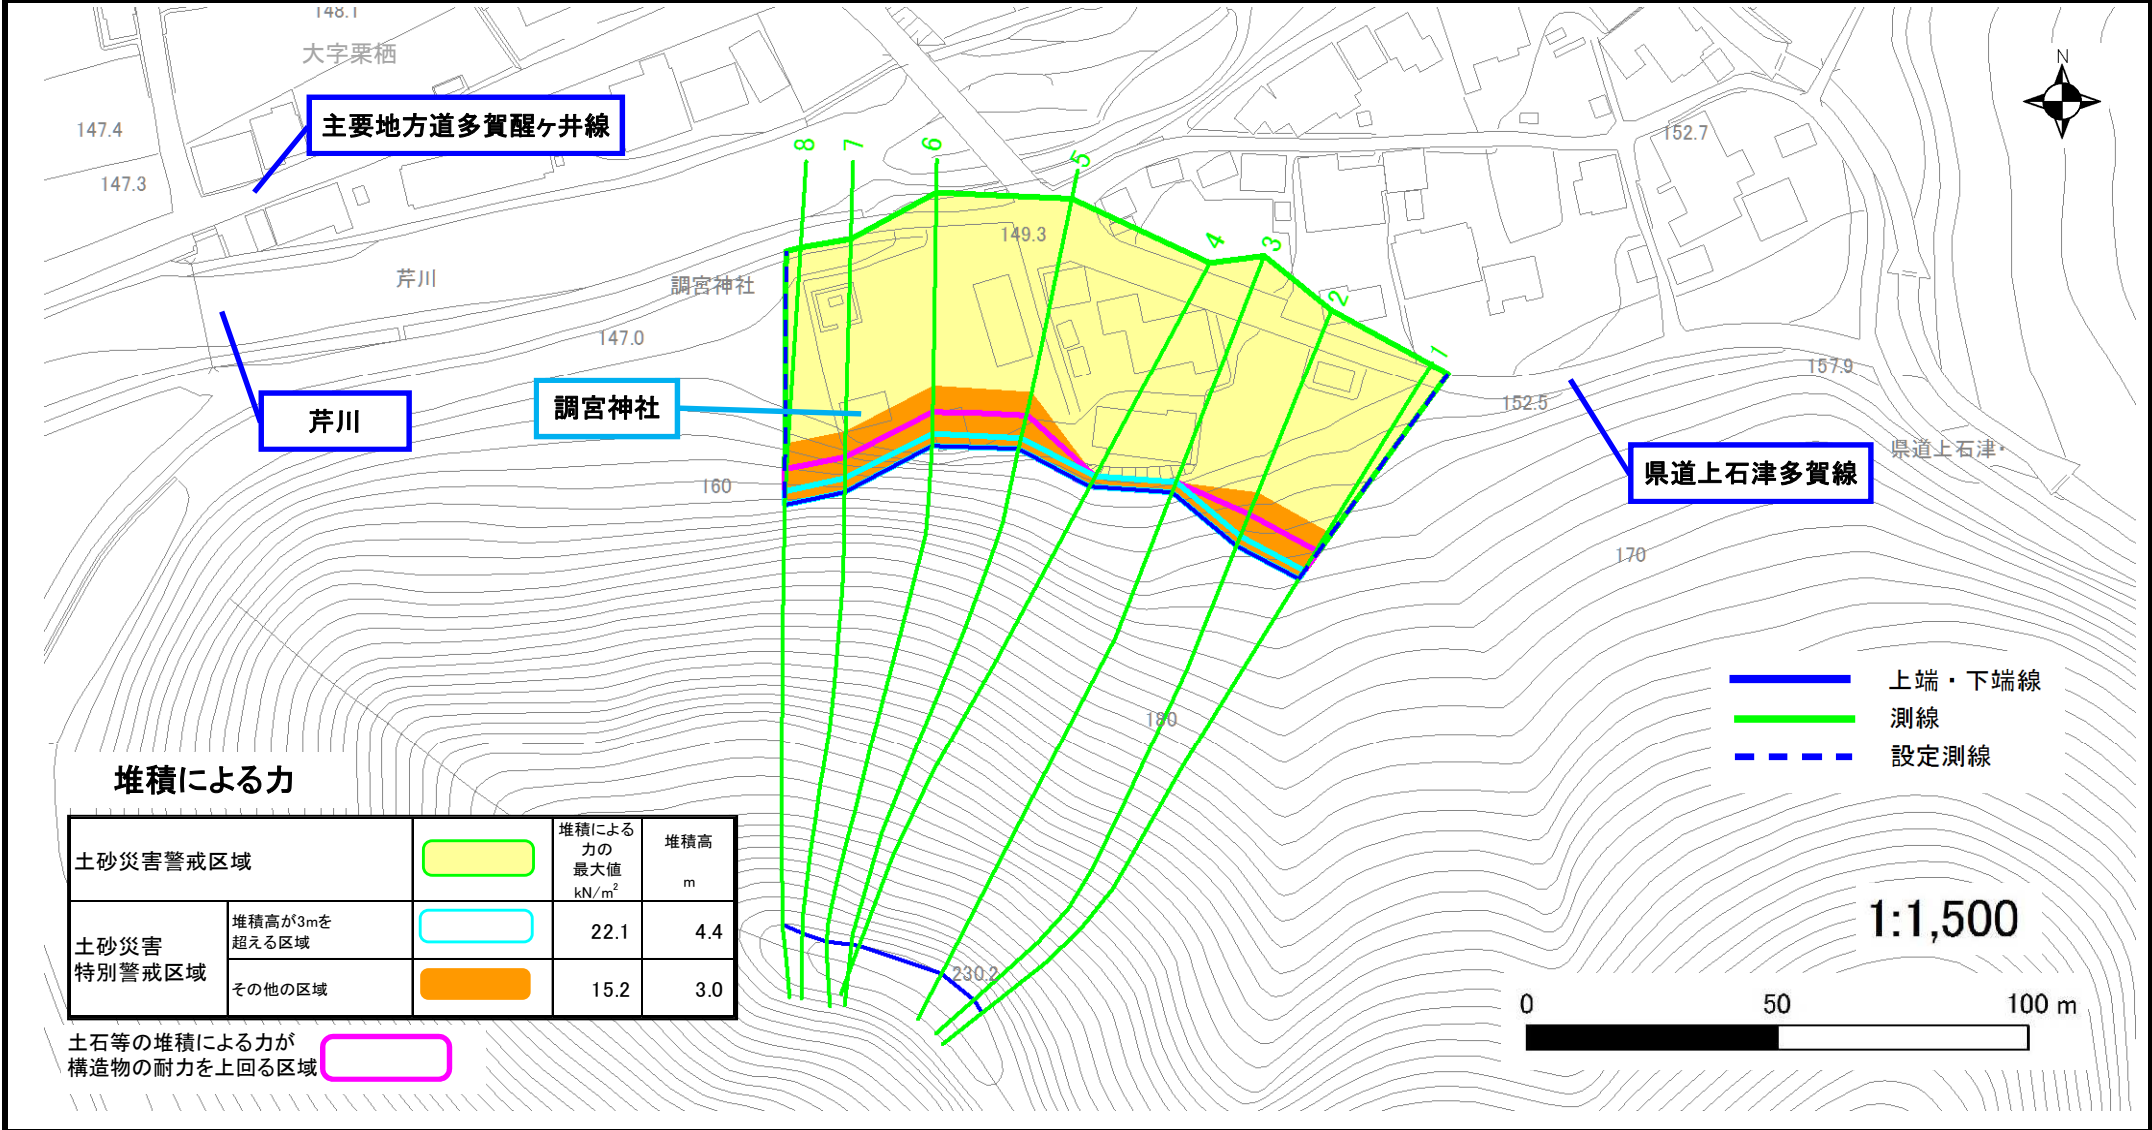 148.1
大字栗栖
N
主要地方道多賀醒ヶ井線
147.4
152.7
8
7
6
5
147.3
149.3
4
3
芹川
調宮神社
2
147.0
1
157.9
調宮神社
152.5
芹川
県道上石津・
県道上石津多賀線
160
170
上端・下端線
180
測線
設定測線
堆積による力
土砂災害警戒区域
堆積による
力の
最大値
kN/m²
堆積高
m
土砂災害
特別警戒区域
堆積高が3mを
超える区域
22.1
4.4
その他の区域
15.2
3.0
230.2
1:1,500
0 50 100 m
土石等の堆積による力が
構造物の耐力を上回る区域